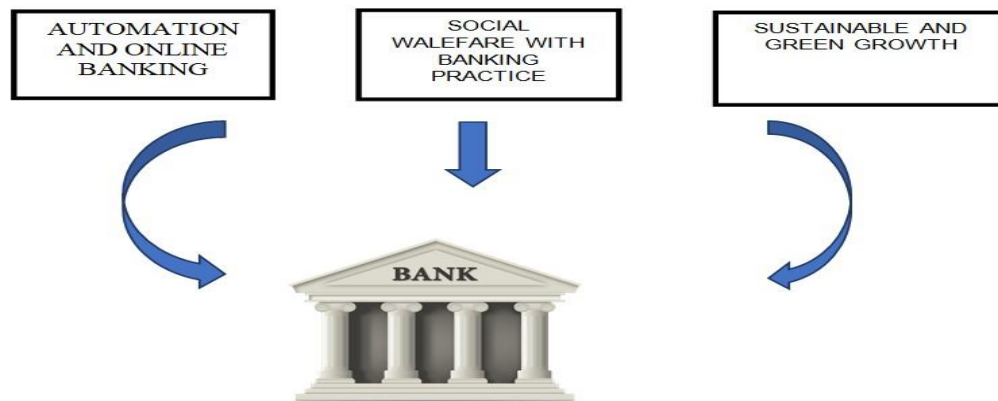 AUTOMATION
AND ONLINE
BANKING
SOCIAL
WALEFARE WITH
BANKING
PRACTICE
SUSTAINABLE AND
GREEN GROWTH
BANK